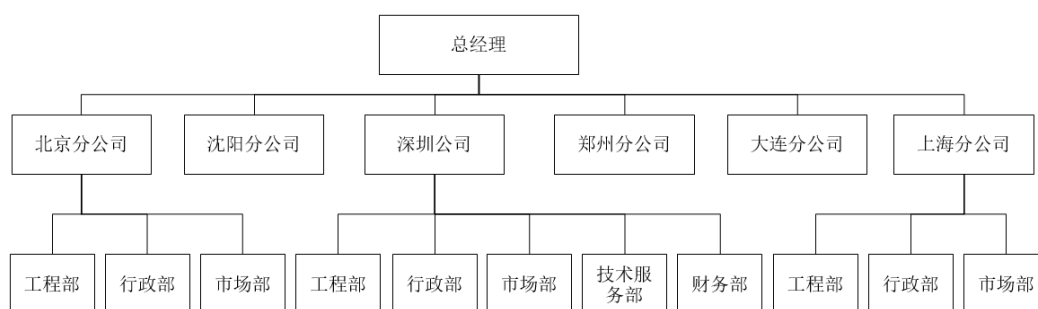 总经理
北京分公司
沈阳分公司
深圳公司
郑州分公司
大连分公司
上海分公司
工程部
行政部
市场部
工程部
行政部
市场部
技术服
务部
财务部
工程部
行政部
市场部